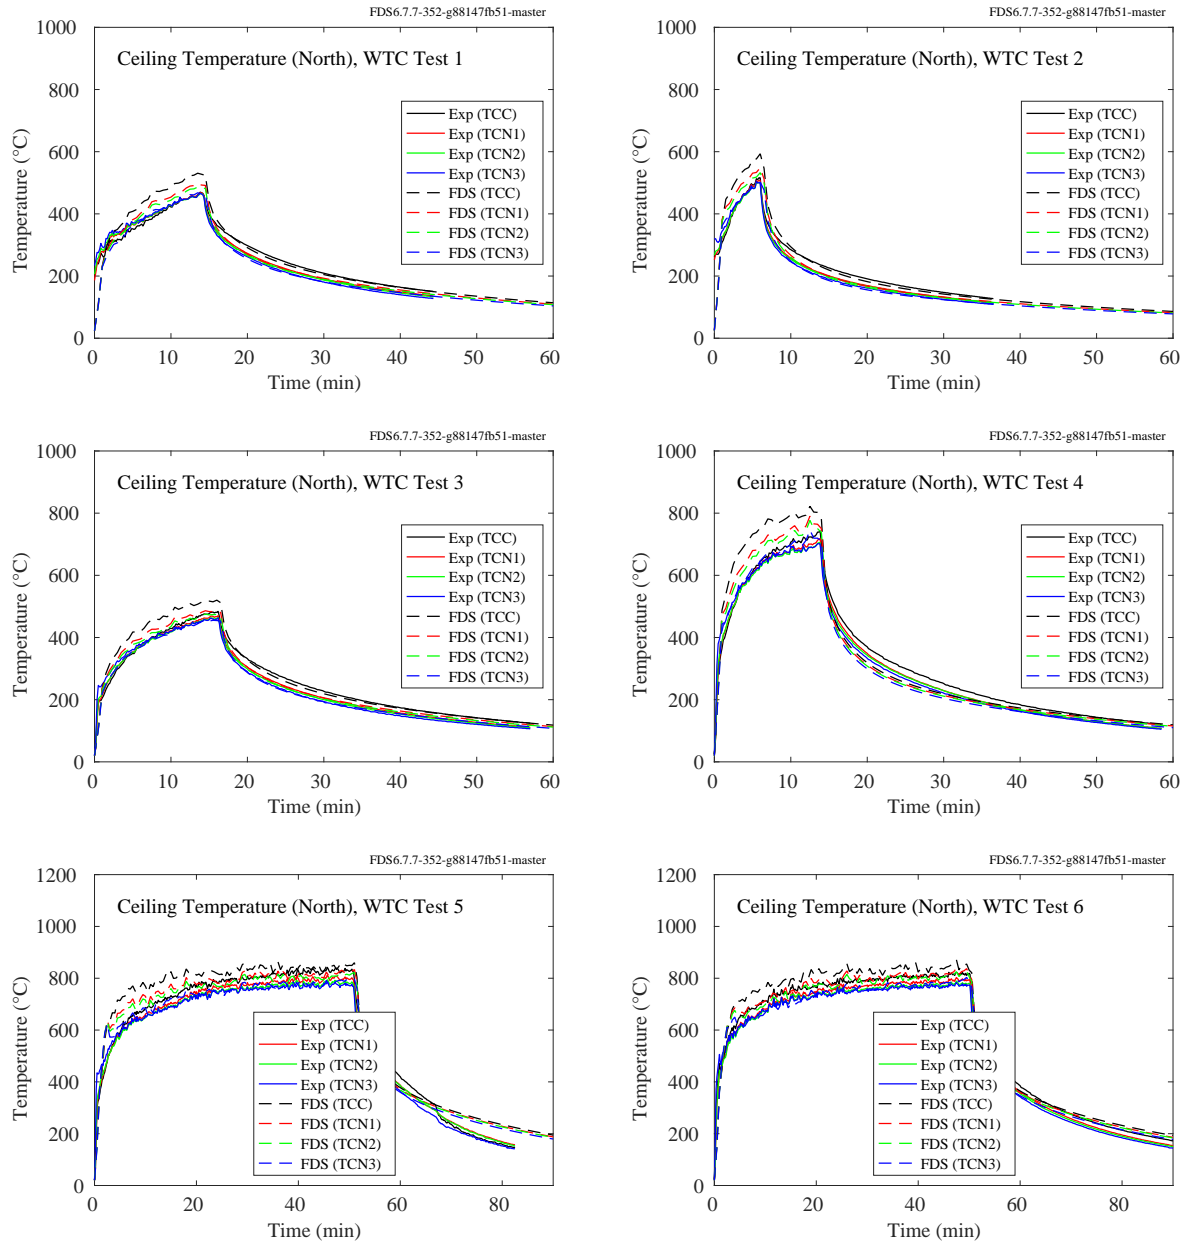 FDS6.7.7-352-g88147fb51-master
Ceiling Temperature (North), WTC Test 1
Temperature (°C)
1000
800
600
400
200
0
Exp (TCC)
Exp (TCN1)
Exp (TCN2)
Exp (TCN3)
FDS (TCC)
FDS (TCN1)
FDS (TCN2)
FDS (TCN3)
0 10 20 30 40 50 60
Time (min)
FDS6.7.7-352-g88147fb51-master
Ceiling Temperature (North), WTC Test 2
Temperature (°C)
1000
800
600
400
200
0
Exp (TCC)
Exp (TCN1)
Exp (TCN2)
Exp (TCN3)
FDS (TCC)
FDS (TCN1)
FDS (TCN2)
FDS (TCN3)
0 10 20 30 40 50 60
Time (min)
FDS6.7.7-352-g88147fb51-master
Ceiling Temperature (North), WTC Test 3
Temperature (°C)
1000
800
600
400
200
0
Exp (TCC)
Exp (TCN1)
Exp (TCN2)
Exp (TCN3)
FDS (TCC)
FDS (TCN1)
FDS (TCN2)
FDS (TCN3)
0 10 20 30 40 50 60
Time (min)
FDS6.7.7-352-g88147fb51-master
Ceiling Temperature (North), WTC Test 4
Temperature (°C)
1000
800
600
400
200
0
Exp (TCC)
Exp (TCN1)
Exp (TCN2)
Exp (TCN3)
FDS (TCC)
FDS (TCN1)
FDS (TCN2)
FDS (TCN3)
0 10 20 30 40 50 60
Time (min)
FDS6.7.7-352-g88147fb51-master
Ceiling Temperature (North), WTC Test 5
Temperature (°C)
1200
1000
800
600
400
200
0
Exp (TCC)
Exp (TCN1)
Exp (TCN2)
Exp (TCN3)
FDS (TCC)
FDS (TCN1)
FDS (TCN2)
FDS (TCN3)
0 20 40 60 80
Time (min)
FDS6.7.7-352-g88147fb51-master
Ceiling Temperature (North), WTC Test 6
Temperature (°C)
1200
1000
800
600
400
200
0
Exp (TCC)
Exp (TCN1)
Exp (TCN2)
Exp (TCN3)
FDS (TCC)
FDS (TCN1)
FDS (TCN2)
FDS (TCN3)
0 20 40 60 80
Time (min)